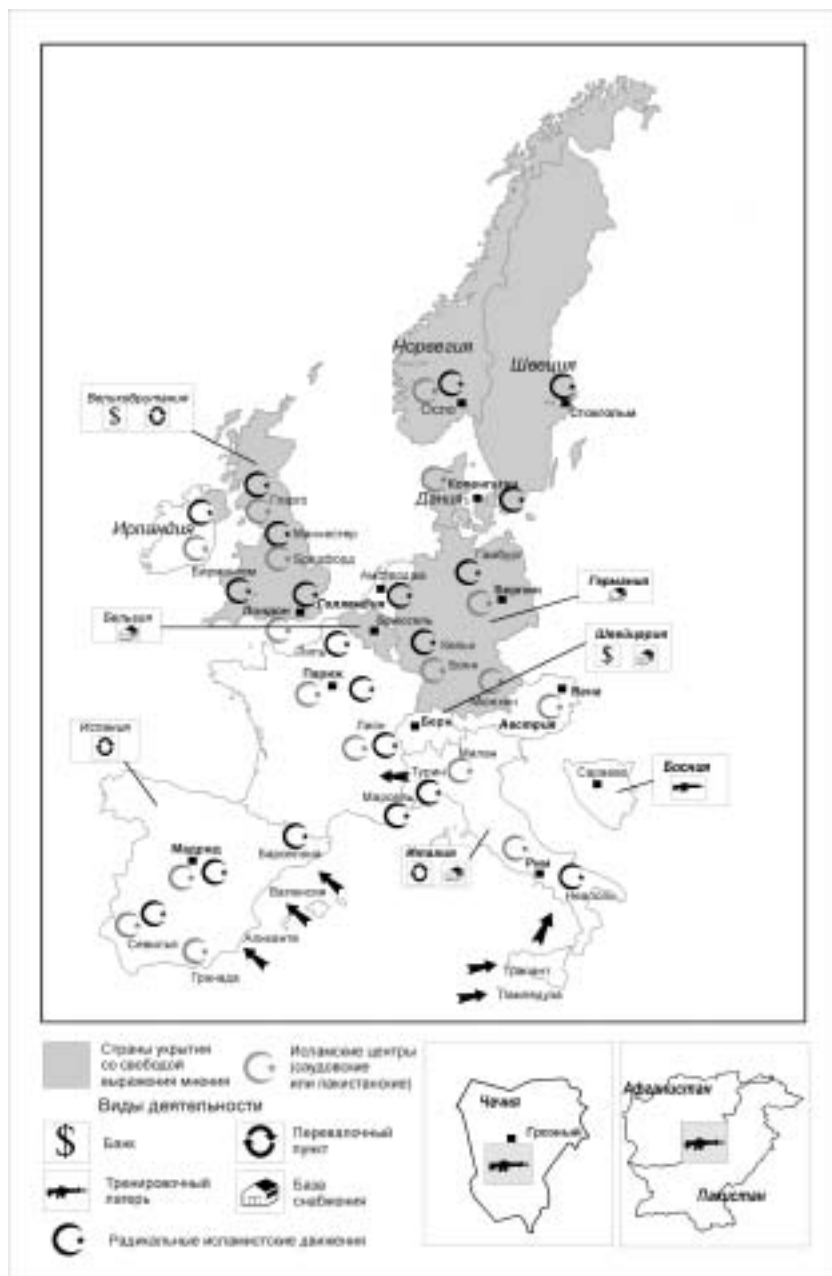 Норвегия
Швеция
Осло
Стокгольм
Великобритания
$
Копенгаген
Дания
Глазго
Ирландия
Манчестер
Брэдфорд
Гамбург
Бирмингем
Амстердам
Берлин
Германия
Голландия
Лондон
Бельгия
Брюссель
Кельн
Швейцария
$
Бонн
Париж
Мюнхен
Вена
Берн
Австрия
Испания
Лион
Милан
Турин
Сараево
Босния
Марсель
Мадрид
Барселона
Италия
Рим
Валенсия
Неаполь
Севилья
Аликанте
Гранада
Лампедуза
Страны укрытия
со свободой
выражения мнения
Исламские центры
(саудовские
или пакистанские)
Виды деятельности
$
Банк
Перевалочный
пункт
Тренировочный
лагерь
База
снабжения
Радикальные исламистские движения
Чечня
Грозный
Афганистан
Пакистан